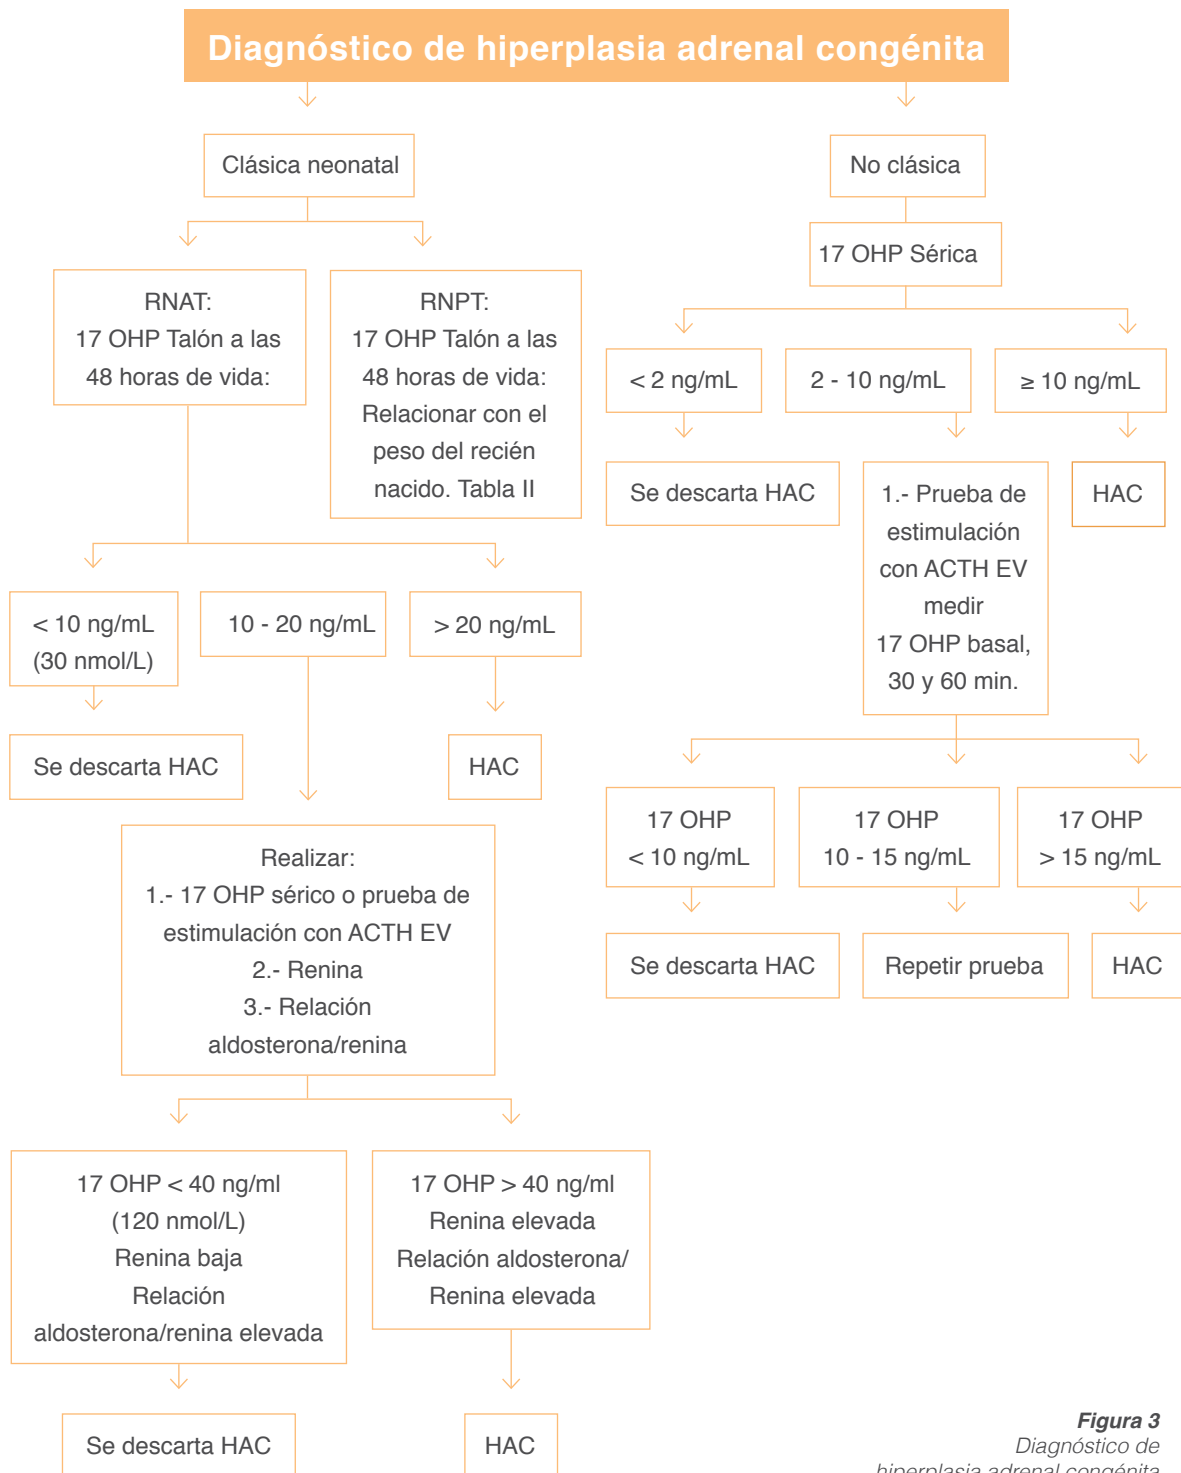 Diagnóstico de hiperplasia adrenal congénita
Clásica neonatal
RNAT:
17 OHP Talón a las
48 horas de vida:
RNPT:
17 OHP Talón a las
48 horas de vida:
Relacionar con el
peso del recién
nacido. Tabla II
< 10 ng/mL
(30 nmol/L)
10 - 20 ng/mL
> 20 ng/mL
Se descarta HAC
HAC
Realizar:
1.- 17 OHP sérico o prueba de
estimulación con ACTH EV
2.- Renina
3.- Relación
aldosterona/renina
17 OHP < 40 ng/ml
(120 nmol/L)
Renina baja
Relación
aldosterona/renina elevada
17 OHP > 40 ng/ml
Renina elevada
Relación aldosterona/
Renina elevada
Se descarta HAC
HAC
No clásica
17 OHP Sérica
< 2 ng/mL
2 - 10 ng/mL
≥ 10 ng/mL
Se descarta HAC
1.- Prueba de
estimulación
con ACTH EV
medir
17 OHP basal,
30 y 60 min.
HAC
17 OHP
< 10 ng/mL
17 OHP
10 - 15 ng/mL
17 OHP
> 15 ng/mL
Se descarta HAC
Repetir prueba
HAC
Figura 3
Diagnóstico de
hiperplasia adrenal congénita